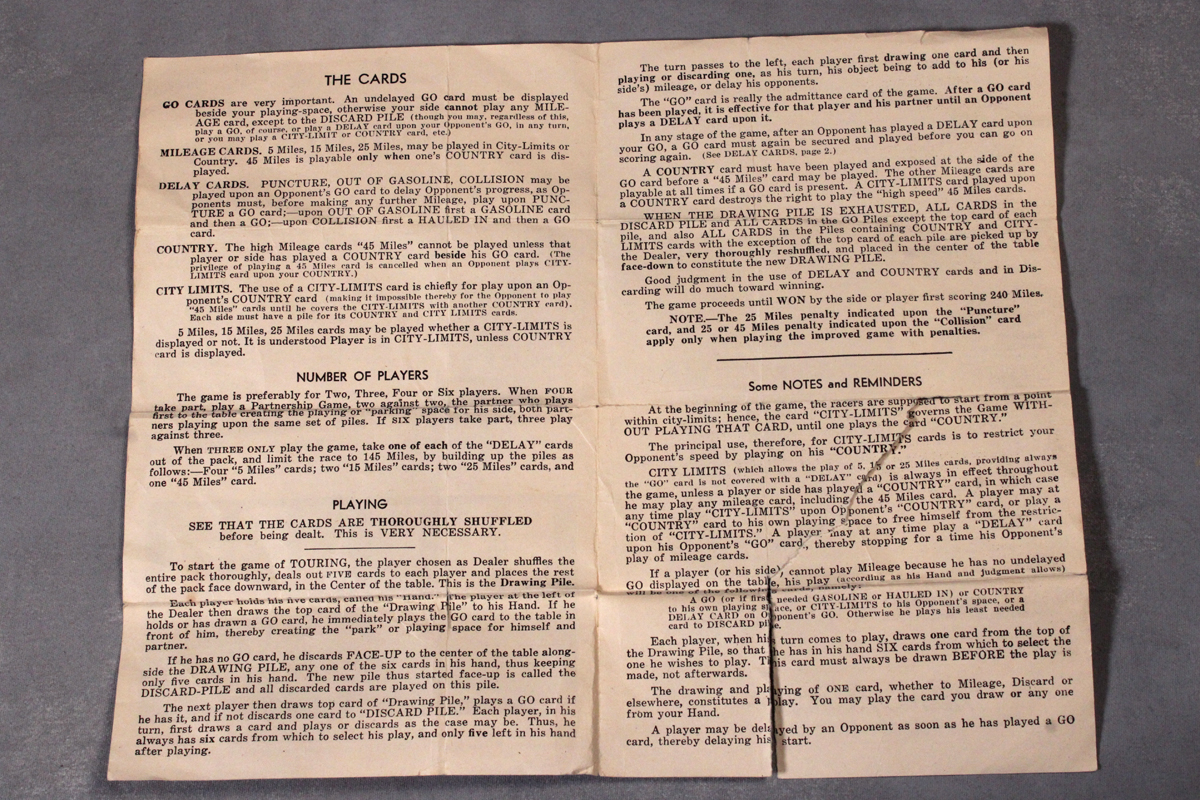 THE CARDS
GO CARDS are very important. An undelayed GO card must be displayed
beside your playing-space, otherwise your side cannot play any MILE-
AGE card, except to the DISCARD PILE (though you may, regardless of this,
play a GO, of course, or play a DELAY card upon your Opponent's GO, in any turn,
or you may play a CITY-LIMIT or COUNTRY card, etc.)
MILEAGE CARDS. 5 Miles, 15 Miles, 25 Miles, may be played in City-Limits or
Country. 45 Miles is playable only when one's COUNTRY card is dis-
played.
DELAY CARDS. PUNCTURE, OUT OF GASOLINE, COLLISION may be
played upon an Opponent's GO card to delay Opponent's progress, as Op-
ponents must, before making any further Mileage, play upon PUNC-
TURE a GO card;—upon OUT OF GASOLINE first a GASOLINE card
and then a GO;—upon COLLISION first a HAULED IN and then a GO
card.
COUNTRY. The high Mileage cards "45 Miles" cannot be played unless that
player or side has played a COUNTRY card beside his GO card. (The
privilege of playing a 45 Miles card is cancelled when an Opponent plays CITY-
LIMITS card upon your COUNTRY.)
CITY LIMITS. The use of a CITY-LIMITS card is chiefly for play upon an Op-
ponent's COUNTRY card (making it impossible thereby for the Opponent to play
"45 Miles" cards until he covers the CITY-LIMITS with another COUNTRY card).
Each side must have a pile for its COUNTRY and CITY LIMITS cards.
5 Miles, 15 Miles, 25 Miles cards may be played whether a CITY-LIMITS is
displayed or not. It is understood Player is in CITY-LIMITS, unless COUNTRY
card is displayed.
NUMBER OF PLAYERS
The game is preferably for Two, Three, Four or Six players. When FOUR
take part, play a Partnership Game, two against two, the partner who plays
first to the table creating the playing or "parking" space for his side, both part-
ners playing upon the same set of piles. If SIX players take part, three play
against three.
When THREE ONLY play the game, take one of each of the "DELAY" cards
out of the pack, and limit the race to 145 Miles, by building up the piles as
follows:—Four "5 Miles" cards; two "15 Miles" cards; two "25 Miles" cards, and
one "45 Miles" card.
PLAYING
SEE THAT THE CARDS ARE THOROUGHLY SHUFFLED
before being dealt. This is VERY NECESSARY.
To start the game of TOURING, the player chosen as Dealer shuffles the
entire pack thoroughly, deals out FIVE cards to each player and places the rest
of the pack face downward, in the Center of the table. This is the Drawing Pile.
Each player holds his five cards, called his "Hand." The player at the left of
the Dealer then draws the top card of the "Drawing Pile" to his Hand. If he
holds or has drawn a GO card, he immediately plays the GO card to the table in
front of him, thereby creating the "park" or playing space for himself and
partner.
If he has no GO card, he discards FACE-UP to the center of the table along-
side the DRAWING PILE, any one of the six cards in his hand, thus keeping
only five cards in his hand. The new pile thus started face-up is called the
DISCARD-PILE and all discarded cards are played on this pile.
The next player then draws top card of "Drawing Pile," plays a GO card if
he has it, and if not discards one card to "DISCARD PILE." Each player, in his
turn, first draws a card and plays or discards as the case may be. Thus, he
always has six cards from which to select his play, and only five left in his hand
after playing.
The turn passes to the left, each player first drawing one card and then
playing or discarding one, as his turn, his object being to add to his (or his
side's) mileage, or delay his opponents.
The "GO" card is really the admittance card of the game. After a GO card
has been played, it is effective for that player and his partner until an Opponent
plays a DELAY card upon it.
In any stage of the game, after an Opponent has played a DELAY card upon
your GO, a GO card must again be secured and played before you can go on
scoring again. (See DELAY CARDS, page 2.)
A COUNTRY card must have been played and exposed at the side of the
GO card before a "45 Miles" card may be played. The other Mileage cards are
playable at all times if a GO card is present. A CITY-LIMITS card played upon
a COUNTRY card destroys the right to play the "high speed" 45 Miles cards.
WHEN THE DRAWING PILE IS EXHAUSTED, ALL CARDS in the
DISCARD PILE and ALL CARDS in the GO Piles except the top card of each
pile, and also ALL CARDS in the Piles containing COUNTRY and CITY-
LIMITS cards with the exception of the top card of each pile are picked up by
the Dealer, very thoroughly reshuffled, and placed in the center of the table
face-down to constitute the new DRAWING PILE.
Good judgment in the use of DELAY and COUNTRY cards and in Dis-
carding will do much toward winning.
The game proceeds until WON by the side or player first scoring 240 Miles.
NOTE.—The 25 Miles penalty indicated upon the "Puncture"
card, and 25 or 45 Miles penalty indicated upon the "Collision" card
apply only when playing the improved game with penalties.
Some NOTES and REMINDERS
At the beginning of the game, the racers are supposed to start from a point
within city-limits; hence, the card "CITY-LIMITS" governs the Game WITH-
OUT PLAYING THAT CARD, until one plays the card "COUNTRY."
The principal use, therefore, for CITY-LIMITS cards is to restrict your
Opponent's speed by playing on his "COUNTRY."
CITY LIMITS (which allows the play of 5, 15 or 25 Miles cards, providing always
the "GO" card is not covered with a "DELAY" card) is always in effect throughout
the game, unless a player or side has played a "COUNTRY" card, in which case
he may play any mileage card, including the 45 Miles card. A player may at
any time play "CITY-LIMITS" upon Opponent's "COUNTRY" card, or play a
"COUNTRY" card to his own playing space to free himself from the restric-
tion of "CITY-LIMITS." A player may at any time play a "DELAY" card
upon his Opponent's "GO" card, thereby stopping for a time his Opponent's
play of mileage cards.
If a player (or his side), cannot play Mileage because he has no undelayed
GO displayed on the table, his play (according as his Hand and judgment allows)
will be one of the following cards, namely:
A GO (or if first needed GASOLINE or HAULED IN) or COUNTRY
to his own playing space, or CITY-LIMITS to his Opponent's space, or a
DELAY CARD on Opponent's GO. Otherwise he plays his least needed
card to DISCARD pile.
Each player, when his turn comes to play, draws one card from the top of
the Drawing Pile, so that he has in his hand SIX cards from which to select the
one he wishes to play. This card must always be drawn BEFORE the play is
made, not afterwards.
The drawing and playing of ONE card, whether to Mileage, Discard or
elsewhere, constitutes a play. You may play the card you draw or any one
from your Hand.
A player may be delayed by an Opponent as soon as he has played a GO
card, thereby delaying his start.